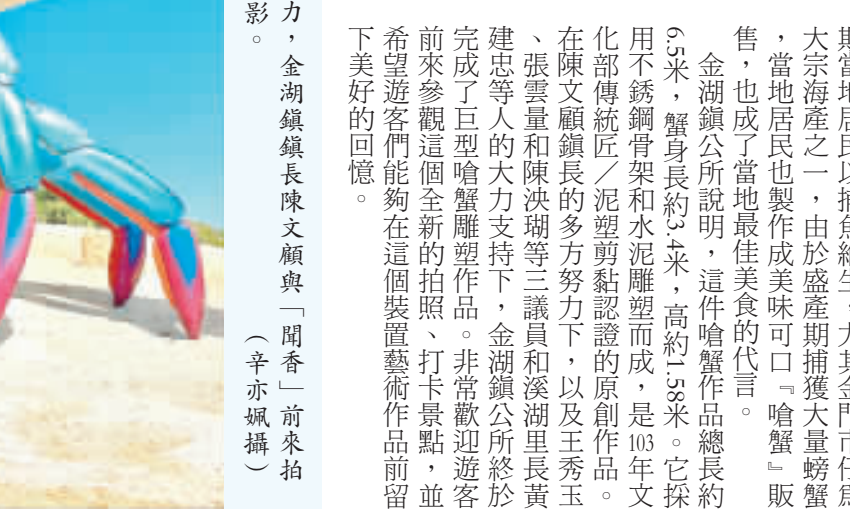 當地居民以捕魚維生，尤其金門
大宗海產之一，由於盛產期捕獲大量螃蟹
，當地居民也製作成美味可口『嗆蟹』販
售，也成了當地最佳美食的代言。
金湖鎮公所說明，這件嗆蟹作品總長約
6.5米，蟹身長約3.4米，高約1.58米。它採
用不銹鋼骨架和水泥雕塑而成，是103年文
化部傳統匠／泥塑剪黏認證的原創作品。
在陳文顧鎮長的多方努力下，以及王秀玉
、張雲量和陳泱瑚等三議員和溪湖里長黃
建忠等人的大力支持下，金湖鎮公所終於
完成了巨型嗆蟹雕塑作品。非常歡迎遊客
前來參觀這個全新的拍照、打卡景點，並
希望遊客們能夠在這個裝置藝術作品前留
下美好的回憶。
力，金湖鎮鎮長陳文顧與「聞香」前來拍
影。（辛亦姵攝）